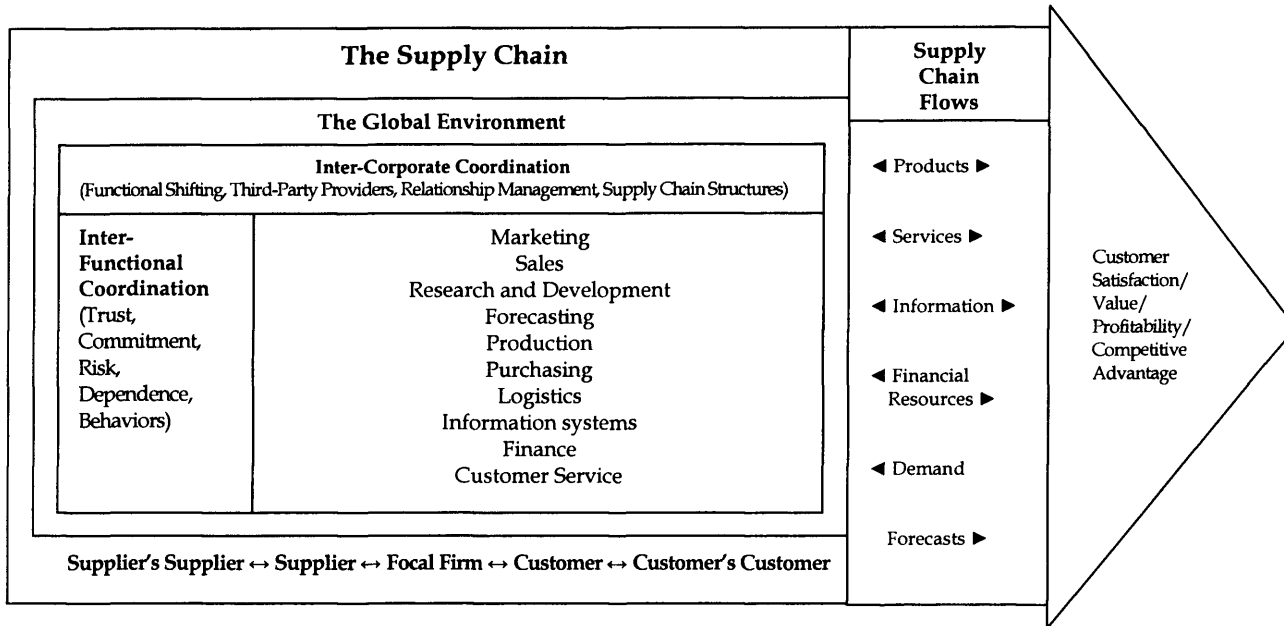 The Supply Chain
The Global Environment
Inter-Corporate Coordination
(Functional Shifting, Third-Party Providers, Relationship Management, Supply Chain Structures)
Inter-
Functional
Coordination
(Trust,
Commitment,
Risk,
Dependence,
Behaviors)
Marketing
Sales
Research and Development
Forecasting
Production
Purchasing
Logistics
Information systems
Finance
Customer Service
Supplier's Supplier ↔ Supplier ↔ Focal Firm ↔ Customer ↔ Customer's Customer
Supply
Chain
Flows
◄ Products ►
◄ Services ►
◄ Information ►
◄ Financial
Resources ►
◄ Demand
Forecasts ►
Customer
Satisfaction/
Value/
Profitability/
Competitive
Advantage